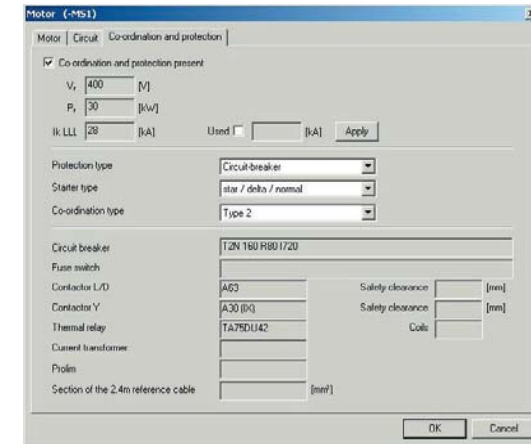 Motor (-MS1)
Motor Circuit Co-ordination and protection
Co-ordination and protection present
Vr 400 [V]
Pr 30 [kW]
Ik LLL 28 [kA] Used [kA] Apply
Protection type Circuit-breaker
Starter type star / delta / normal
Co-ordination type Type 2
Circuit breaker T2N 160 R80 I720
Fuse switch
Contactor L/D A63 Safety clearance [mm]
Contactor Y A30 Safety clearance [mm]
Thermal relay TA75DU42 Coils
Current transformer
Prolim
Section of the 2.4m reference cable [mm²]
OK Cancel